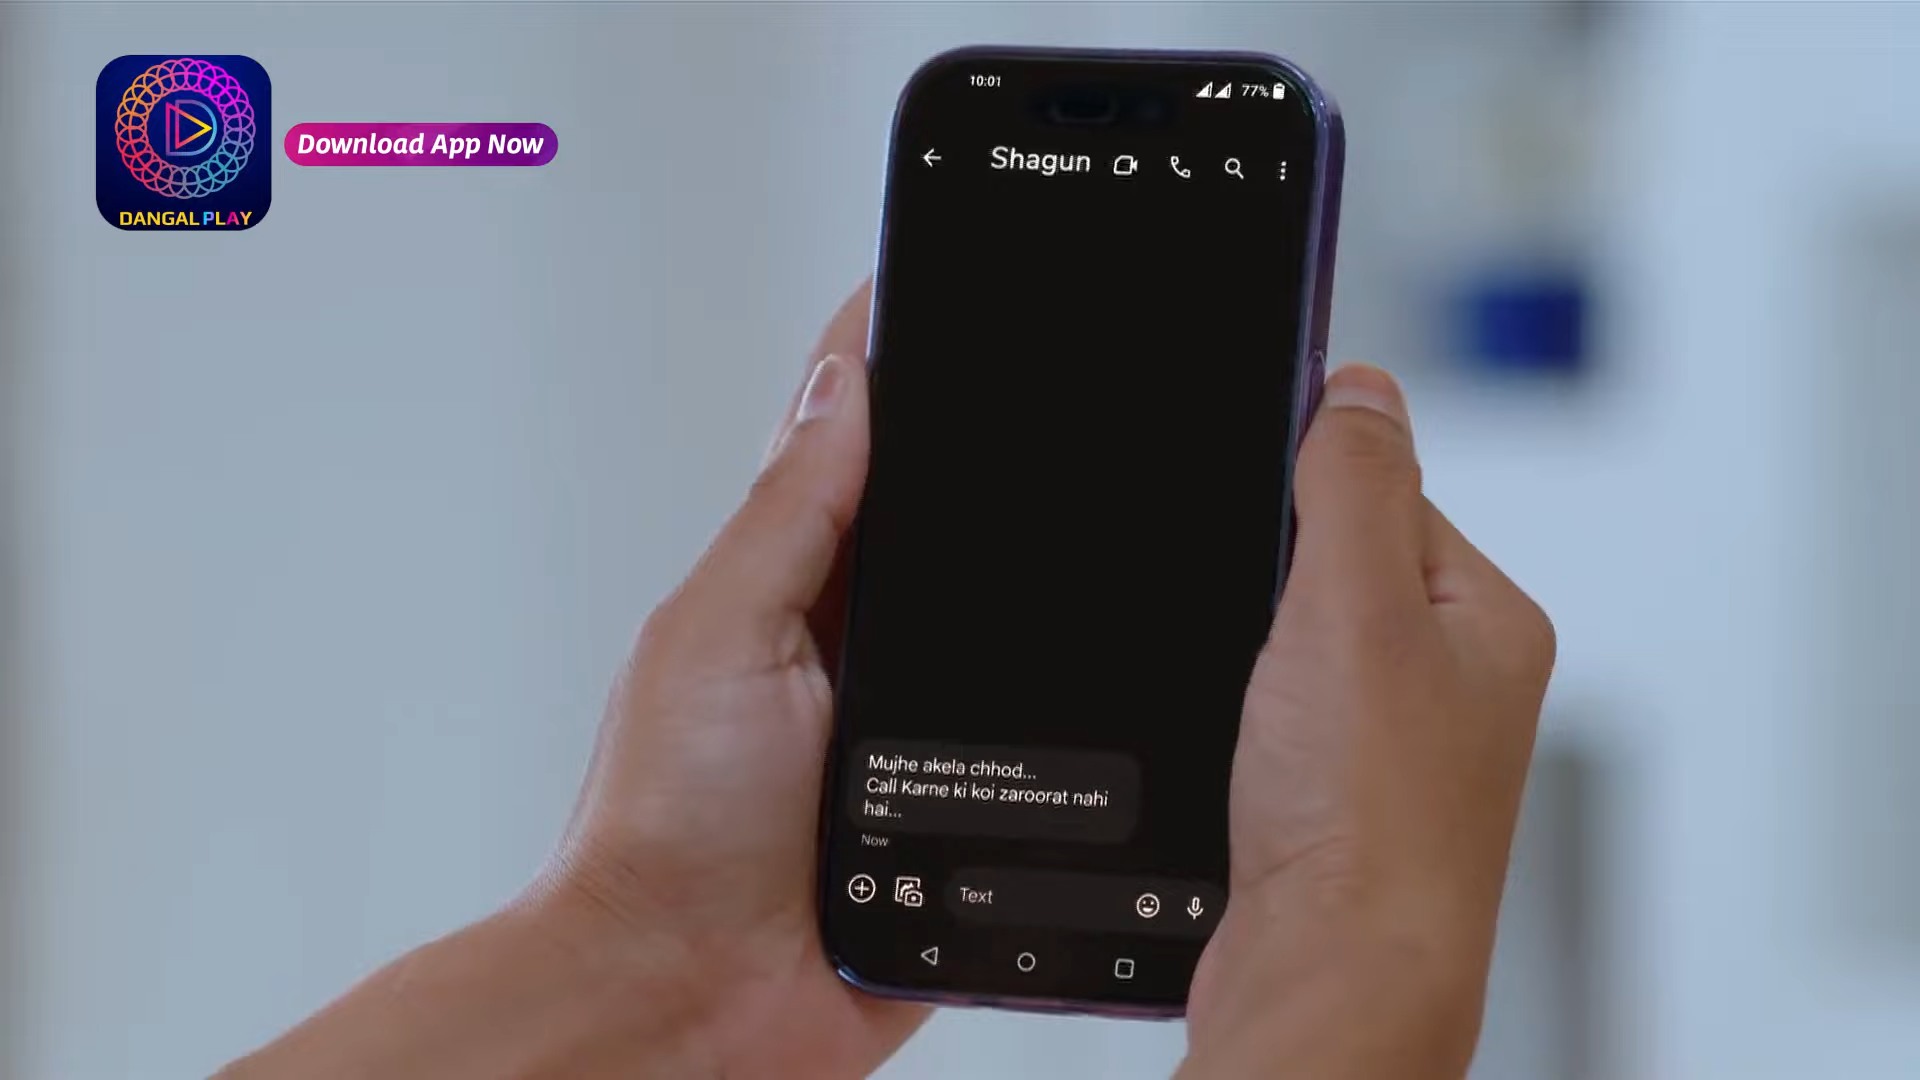 DANGAL PLAY
Download App Now
10:01
77%
Shagun
Mujhe akela chhod...
Call Karne ki koi zaroorat nahi
hai...
Now
Text